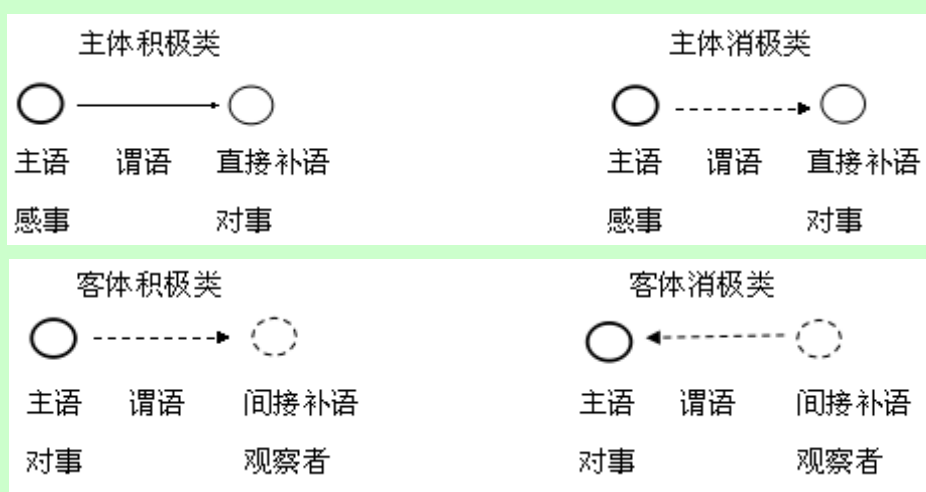 主体积极类 主体消极类
主语 谓语 直接补语 主语 谓语 直接补语
感事 对事 感事 对事
客体积极类 客体消极类
主语 谓语 间接补语 主语 谓语 间接补语
对事 观察者 对事 观察者